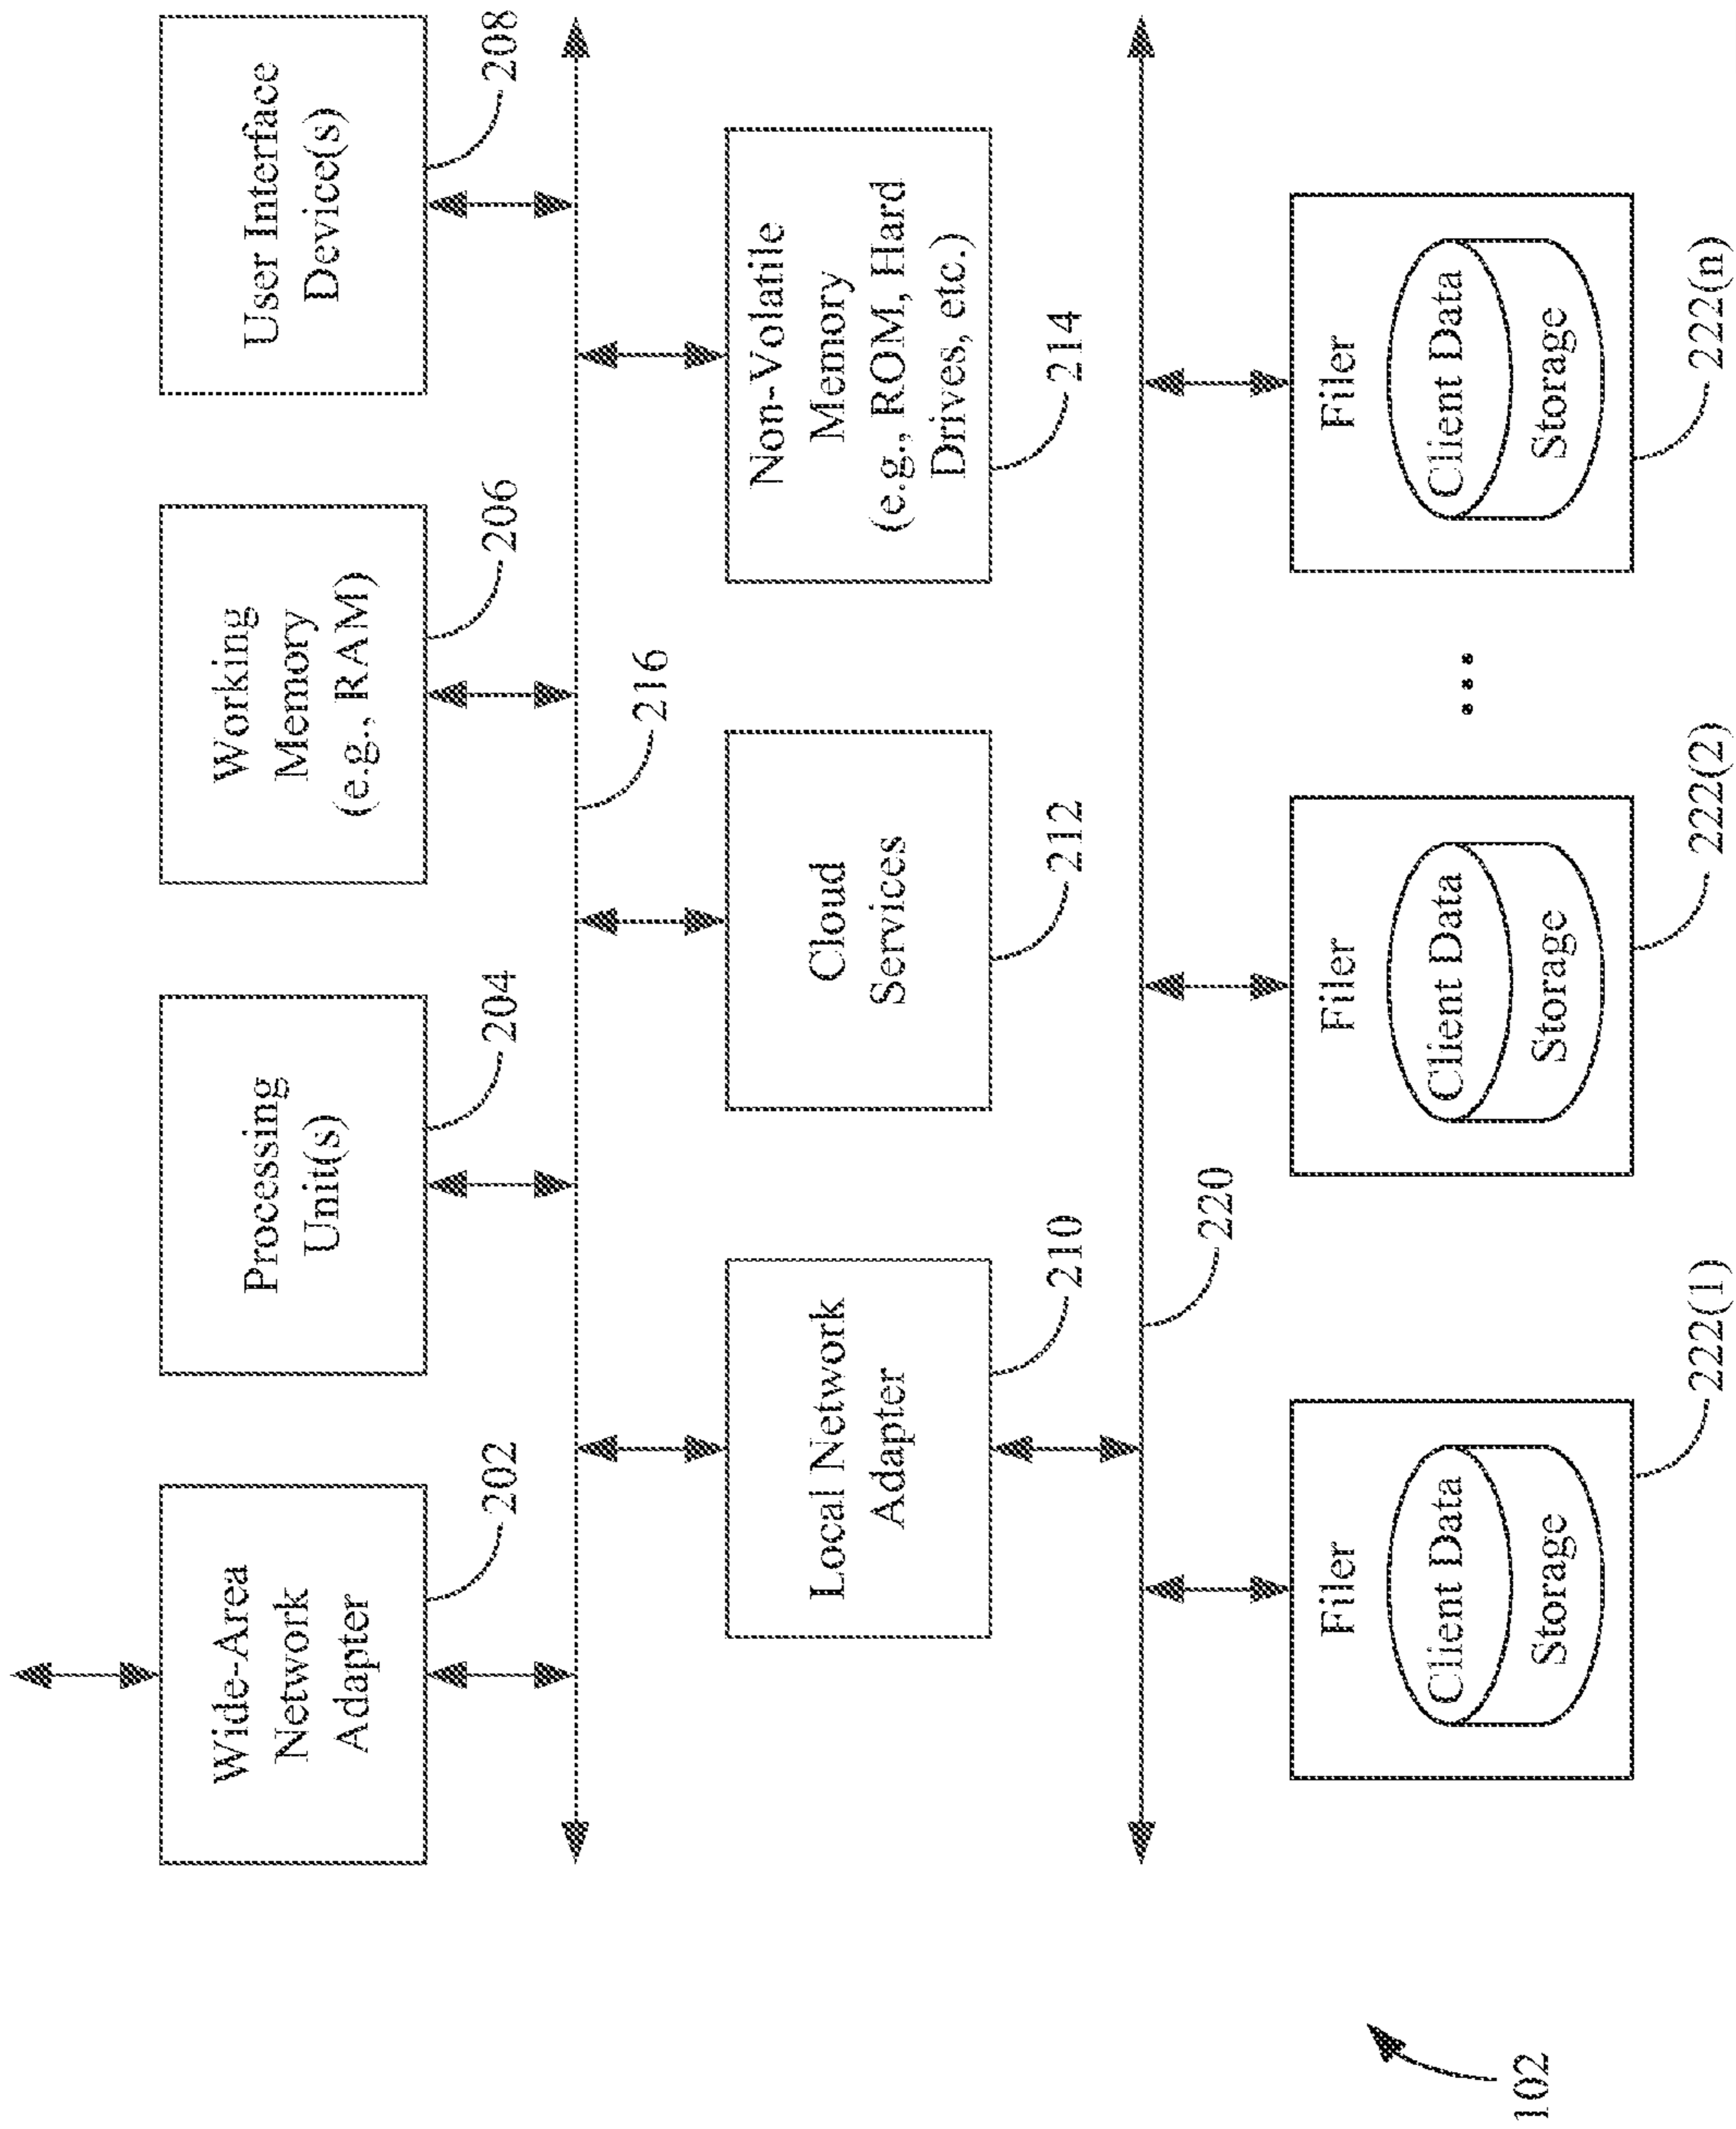 Wide-Area
Network
Adapter
202
Processing
Unit(s)
204
Working
Memory
(e.g., RAM)
206
User Interface
Device(s)
208
216
Local Network
Adapter
210
Cloud
Services
212
Non-Volatile
Memory
(e.g., ROM, Hard
Drives, etc.)
214
220
Filer
Client Data
Storage
222(1)
Filer
Client Data
Storage
222(2)
...
Filer
Client Data
Storage
222(n)
102